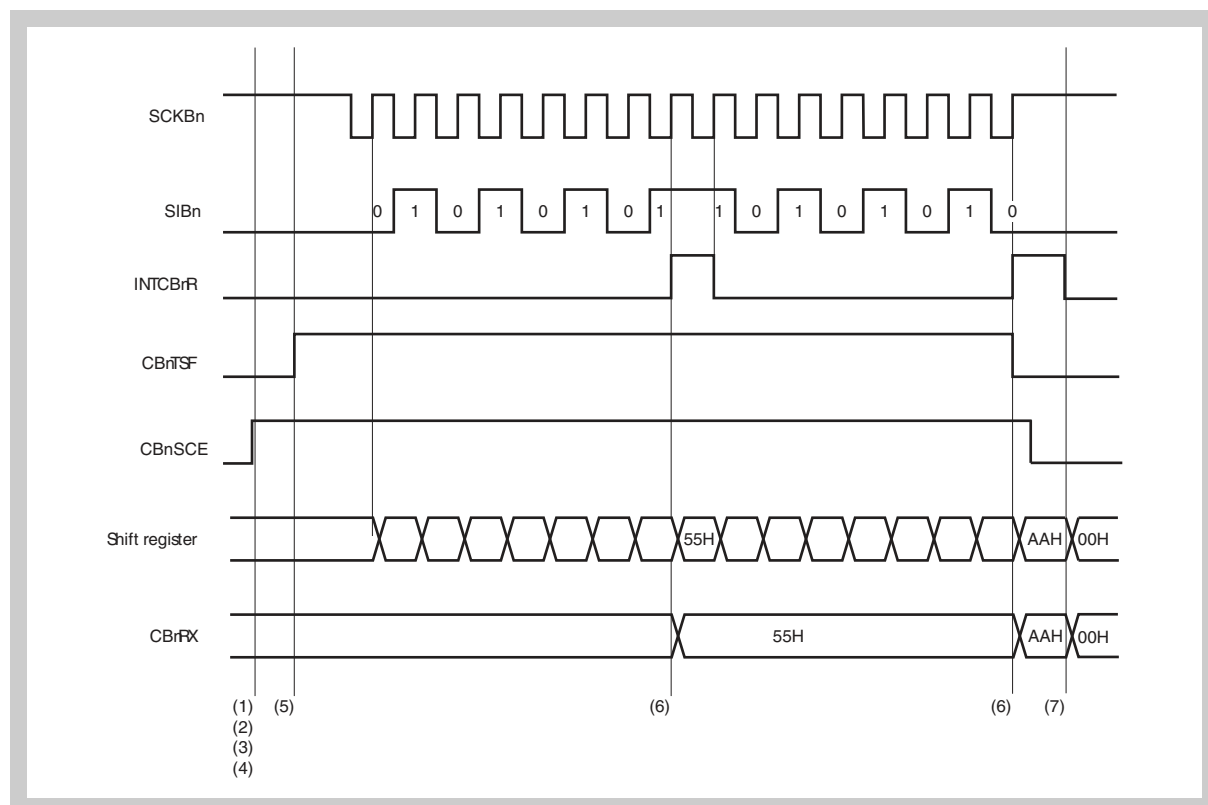 SCKBn
SIBn 0 1 0 1 0 1 0 1 1 0 1 0 1 0 1 0
INTCBnR
CBnTSF
CBnSCE
Shift register 55H AAH 00H
CBnRX 55H AAH 00H
(1) (5) (6) (6) (7)
(2)
(3)
(4)